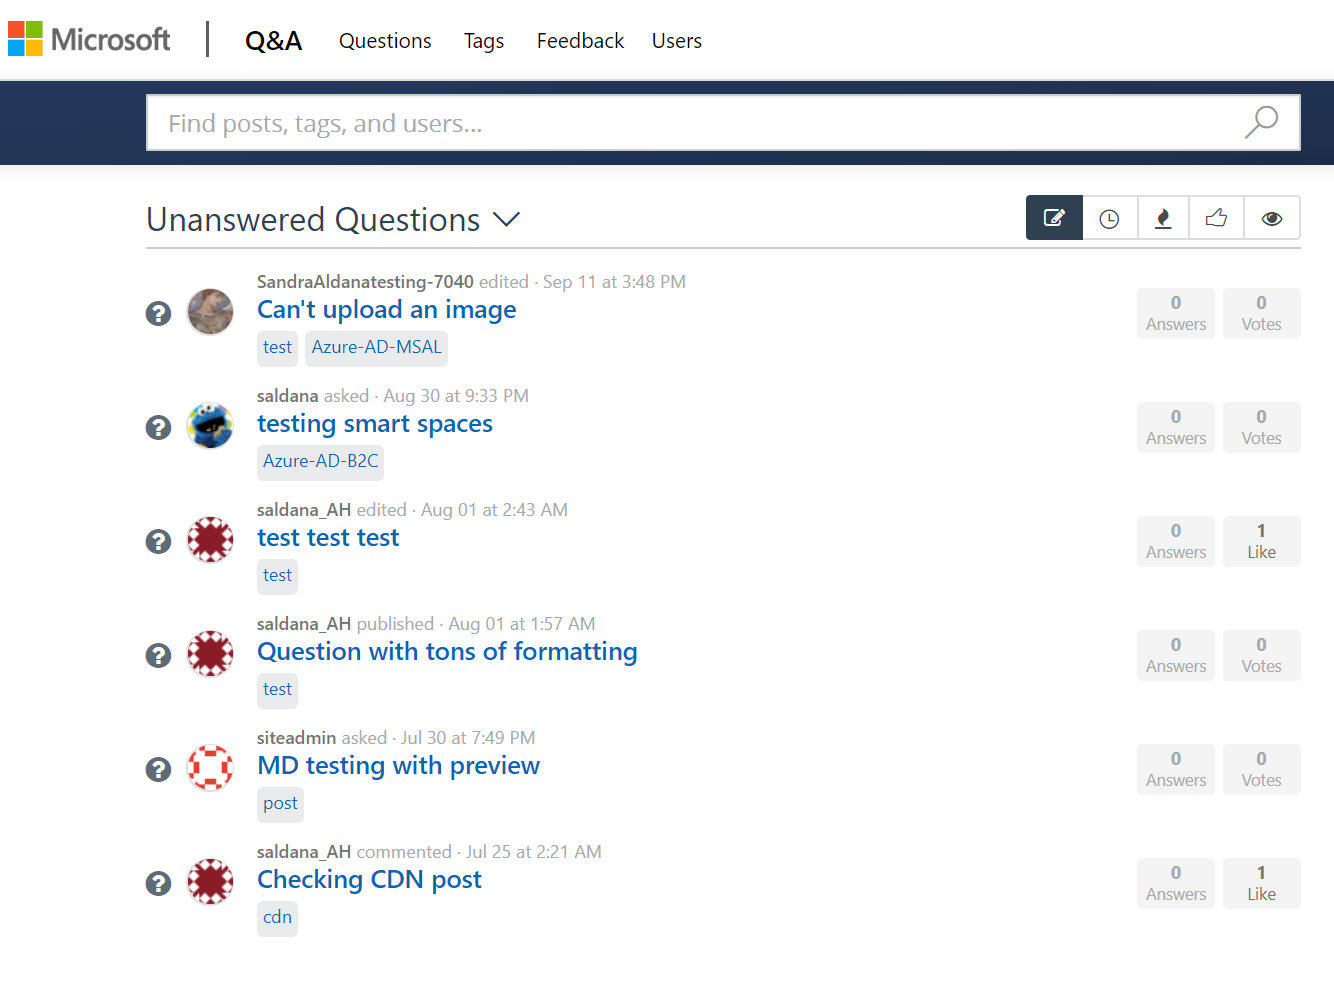 Microsoft Q&A Questions Tags Feedback Users
Find posts, tags, and users...
Unanswered Questions
SandraAldanatesting-7040 edited · Sep 11 at 3:48 PM
Can't upload an image
test Azure-AD-MSAL
0 Answers
0 Votes
saldana asked · Aug 30 at 9:33 PM
testing smart spaces
Azure-AD-B2C
0 Answers
0 Votes
saldana_AH edited · Aug 01 at 2:43 AM
test test test
test
0 Answers
1 Like
saldana_AH published · Aug 01 at 1:57 AM
Question with tons of formatting
test
0 Answers
0 Votes
siteadmin asked · Jul 30 at 7:49 PM
MD testing with preview
post
0 Answers
0 Votes
saldana_AH commented · Jul 25 at 2:21 AM
Checking CDN post
cdn
0 Answers
1 Like